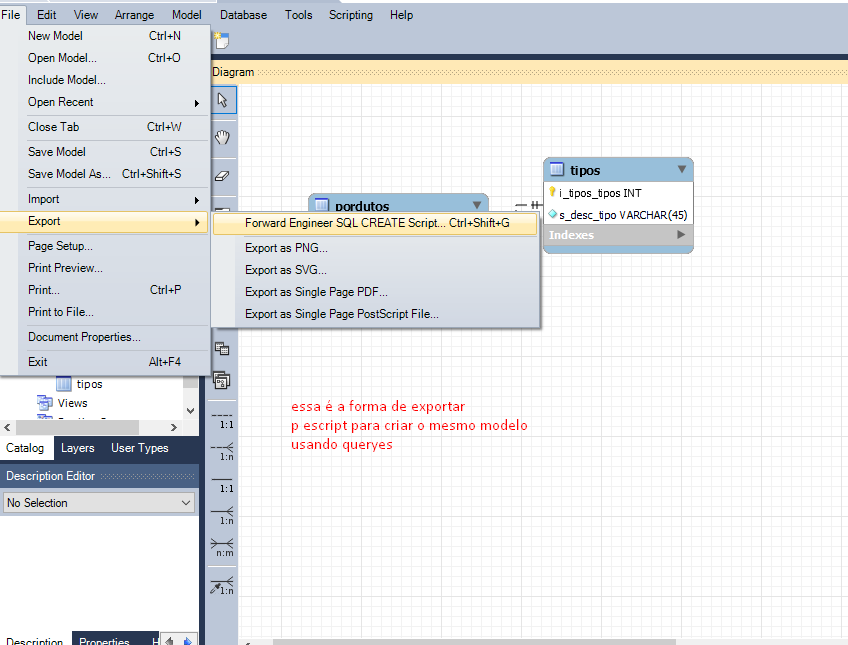 File Edit View Arrange Model Database Tools Scripting Help
New Model Ctrl+N
Open Model... Ctrl+O
Include Model...
Open Recent
Close Tab Ctrl+W
Save Model Ctrl+S
Save Model As... Ctrl+Shift+S
Import
Export
Page Setup...
Print Preview...
Print... Ctrl+P
Print to File...
Document Properties...
Exit Alt+F4
Diagram
pordutos
tipos
i_tipos_tipos INT
s_desc_tipo VARCHAR(45)
Indexes
Forward Engineer SQL CREATE Script... Ctrl+Shift+G
Export as PNG...
Export as SVG...
Export as Single Page PDF...
Export as Single Page PostScript File...
tipos
Views
Catalog Layers User Types
Description Editor
No Selection
Description Properties H
1:1
1:n
1:1
1:n
n:m
1:n
essa é a forma de exportar
p escript para criar o mesmo modelo
usando queryes